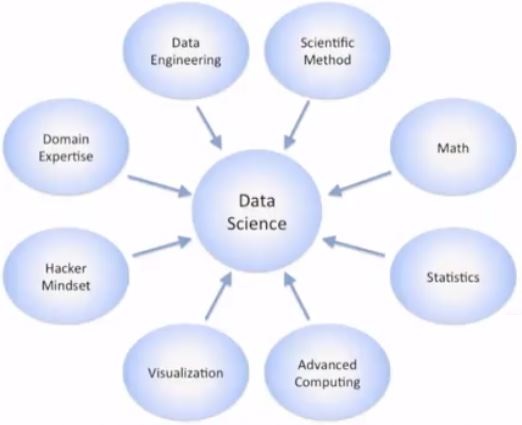 Data
Engineering
Scientific
Method
Domain
Expertise
Math
Data
Science
Hacker
Mindset
Statistics
Visualization
Advanced
Computing